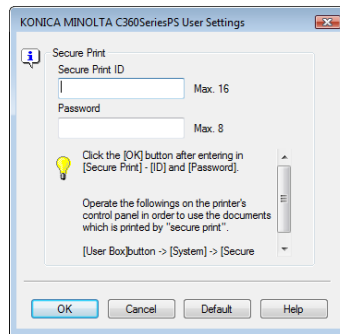 KONICA MINOLTA C360SeriesPS User Settings
Secure Print
Secure Print ID
Max. 16
Password
Max. 8
Click the [OK] button after entering in
[Secure Print] - [ID] and [Password].
Operate the followings on the printer's
control panel in order to use the documents
which is printed by "secure print".
[User Box]button -> [System] -> [Secure
OK
Cancel
Default
Help